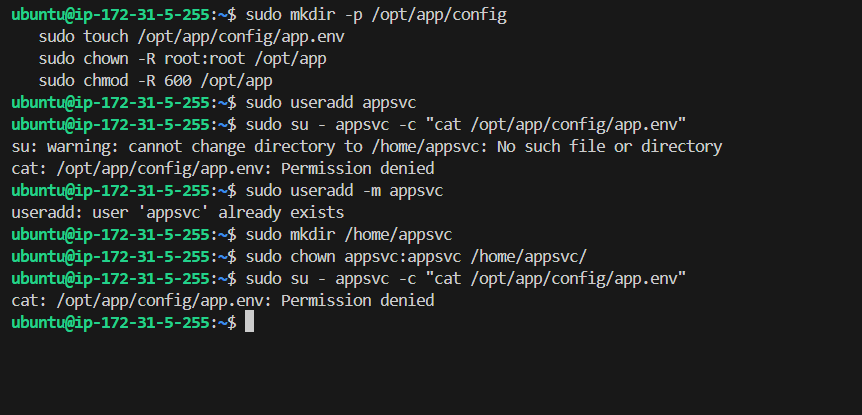 ubuntu@ip-172-31-5-255:~$ sudo mkdir -p /opt/app/config
   sudo touch /opt/app/config/app.env
   sudo chown -R root:root /opt/app
   sudo chmod -R 600 /opt/app
ubuntu@ip-172-31-5-255:~$ sudo useradd appsvc
ubuntu@ip-172-31-5-255:~$ sudo su - appsvc -c "cat /opt/app/config/app.env"
su: warning: cannot change directory to /home/appsvc: No such file or directory
cat: /opt/app/config/app.env: Permission denied
ubuntu@ip-172-31-5-255:~$ sudo useradd -m appsvc
useradd: user 'appsvc' already exists
ubuntu@ip-172-31-5-255:~$ sudo mkdir /home/appsvc
ubuntu@ip-172-31-5-255:~$ sudo chown appsvc:appsvc /home/appsvc/
ubuntu@ip-172-31-5-255:~$ sudo su - appsvc -c "cat /opt/app/config/app.env"
cat: /opt/app/config/app.env: Permission denied
ubuntu@ip-172-31-5-255:~$